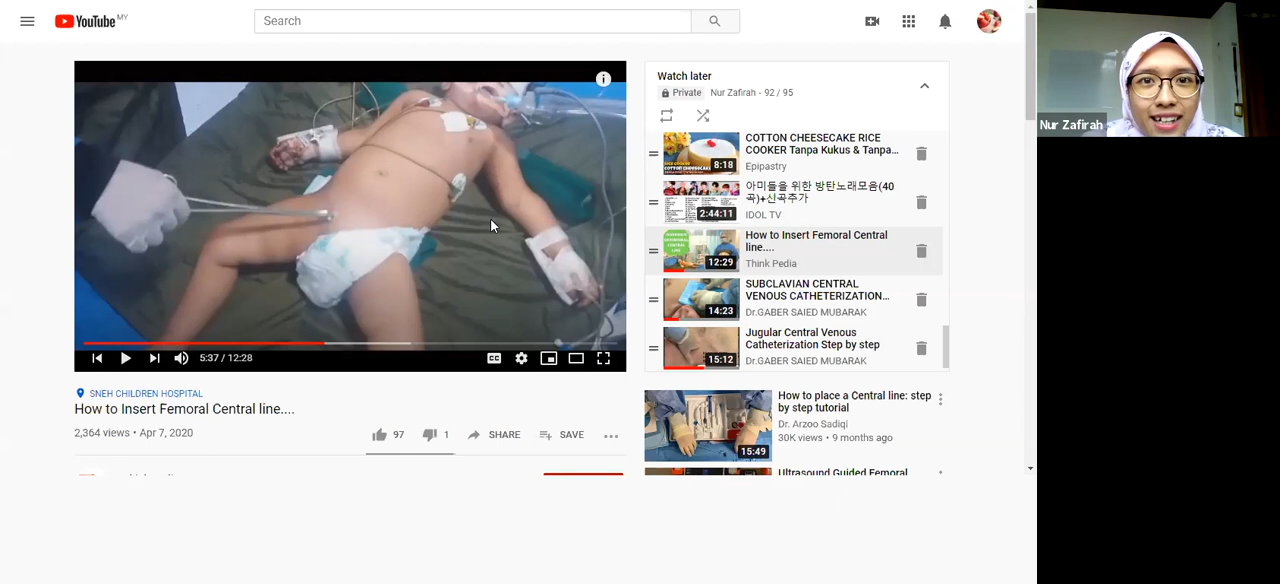 YouTube MY
Search
Watch later
Private Nur Zafirah - 92 / 95
COTTON CHEESECAKE RICE
COOKER Tanpa Kukus & Tanpa...
Epipastry
8:18
아미들을 위한 방탄노래모음(40
곡)+신곡추가
IDOL TV
2:44:11
How to Insert Femoral Central
line....
Think Pedia
12:29
SUBCLAVIAN CENTRAL
VENOUS CATHETERIZATION...
Dr.GABER SAIED MUBARAK
14:23
Jugular Central Venous
Catheterization Step by step
Dr.GABER SAIED MUBARAK
15:12
5:37 / 12:28
CC
SNEH CHILDREN HOSPITAL
How to Insert Femoral Central line....
2,364 views • Apr 7, 2020
97 1 SHARE SAVE
How to place a Central line: step
by step tutorial
Dr. Arzoo Sadiqi
30K views • 9 months ago
15:49
Ultrasound Guided Femoral
Nur Zafirah